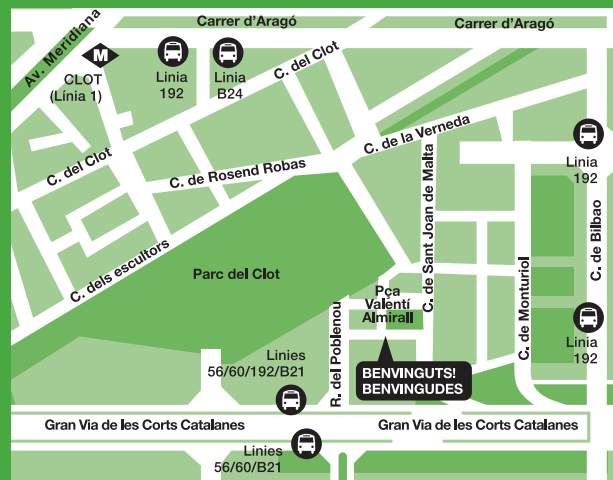 Carrer d'Aragó
Carrer d'Aragó
Av. Meridiana
M
CLOT
(Línia 1)
Linia
192
Linia
B24
C. del Clot
C. del Clot
C. de la Verneda
C. de Rosend Robas
Linia
192
C. de Sant Joan de Malta
C. dels escultors
Parc del Clot
C. de Bilbao
C. de Monturiol
Pça
Valentí
Almirall
R. del Poblenou
Linia
192
Linies
56/60/192/B21
BENVINGUTS!
BENVINGUDES
Gran Via de les Corts Catalanes
Gran Via de les Corts Catalanes
Linies
56/60/B21